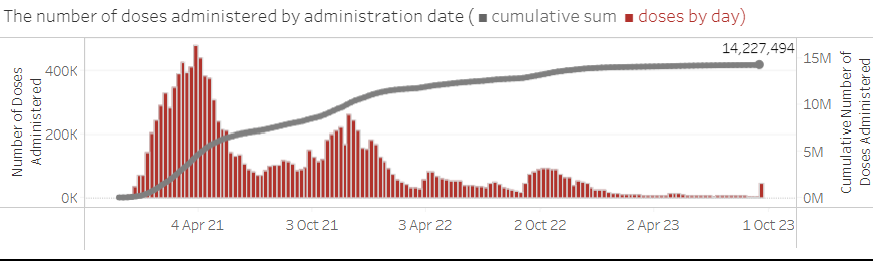 The number of doses administered by administration date ( ■ cumulative sum ■ doses by day)
14,227,494
Number of Doses
Administered
400K
200K
0K
15M
10M
5M
0M
Cumulative Number of
Doses Administered
4 Apr 21
3 Oct 21
3 Apr 22
2 Oct 22
2 Apr 23
1 Oct 23